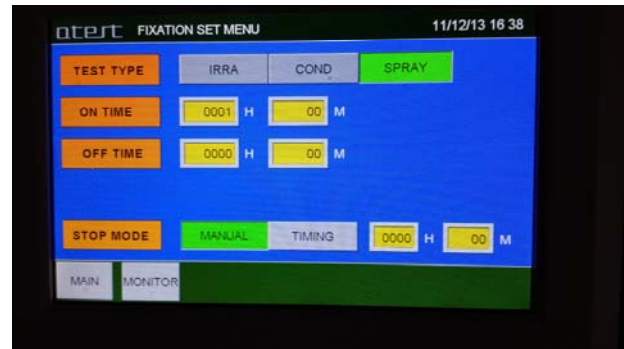 atest FIXATION SET MENU 11/12/13 16 38
TEST TYPE IRRA COND SPRAY
ON TIME 0001 H 00 M
OFF TIME 0000 H 00 M
STOP MODE MANUAL TIMING 0000 H 00 M
MAIN MONITOR